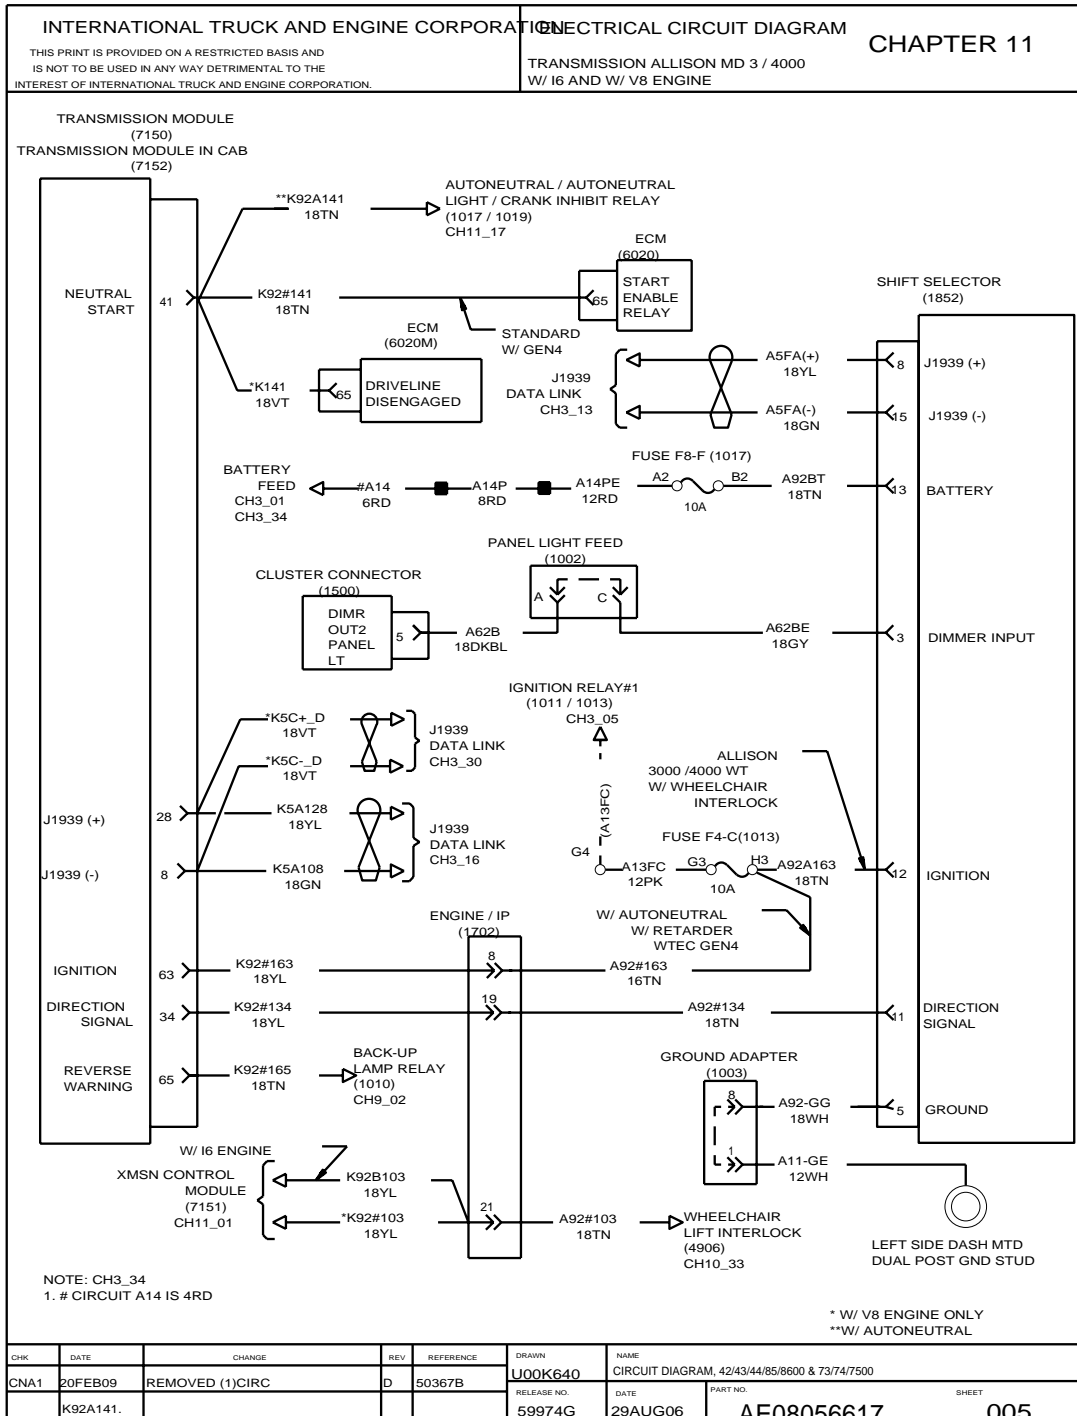 INTERNATIONAL TRUCK AND ENGINE CORPORATION
THIS PRINT IS PROVIDED ON A RESTRICTED BASIS AND
IS NOT TO BE USED IN ANY WAY DETRIMENTAL TO THE
INTEREST OF INTERNATIONAL TRUCK AND ENGINE CORPORATION.
ELECTRICAL CIRCUIT DIAGRAM
TRANSMISSION ALLISON MD 3 / 4000
W/ I6 AND W/ V8 ENGINE
CHAPTER 11
TRANSMISSION MODULE
(7150)
TRANSMISSION MODULE IN CAB
(7152)
**K92A141
18TN
AUTONEUTRAL / AUTONEUTRAL
LIGHT / CRANK INHIBIT RELAY
(1017 / 1019)
CH11_17
NEUTRAL
START
41
K92#141
18TN
ECM
(6020)
65
START
ENABLE
RELAY
STANDARD
W/ GEN4
ECM
(6020M)
*K141
18VT
65
DRIVELINE
DISENGAGED
SHIFT SELECTOR
(1852)
J1939
DATA LINK
CH3_13
A5FA(+)
18YL
8
J1939 (+)
A5FA(-)
18GN
15
J1939 (-)
BATTERY
FEED
CH3_01
CH3_34
#A14
6RD
A14P
8RD
A14PE
12RD
FUSE F8-F (1017)
A2
B2
10A
A92BT
18TN
13
BATTERY
PANEL LIGHT FEED
(1002)
A
C
CLUSTER CONNECTOR
(1500)
DIMR
OUT2
PANEL
LT
5
A62B
18DKBL
A62BE
18GY
3
DIMMER INPUT
IGNITION RELAY#1
(1011 / 1013)
CH3_05
*K5C+_D
18VT
*K5C-_D
18VT
J1939
DATA LINK
CH3_30
J1939 (+)
28
K5A128
18YL
J1939 (-)
8
K5A108
18GN
J1939
DATA LINK
CH3_16
(A13FC)
G4
A13FC
12PK
FUSE F4-C(1013)
G3
H3
10A
ALLISON
3000 /4000 WT
W/ WHEELCHAIR
INTERLOCK
A92A163
18TN
12
IGNITION
W/ AUTONEUTRAL
W/ RETARDER
WTEC GEN4
ENGINE / IP
(1702)
IGNITION
63
K92#163
18YL
8
A92#163
16TN
DIRECTION
SIGNAL
34
K92#134
18YL
19
A92#134
18TN
11
DIRECTION
SIGNAL
REVERSE
WARNING
65
K92#165
18TN
BACK-UP
LAMP RELAY
(1010)
CH9_02
GROUND ADAPTER
(1003)
8
A92-GG
18WH
5
GROUND
1
A11-GE
12WH
LEFT SIDE DASH MTD
DUAL POST GND STUD
W/ I6 ENGINE
XMSN CONTROL
MODULE
(7151)
CH11_01
K92B103
18YL
*K92#103
18YL
21
A92#103
18TN
WHEELCHAIR
LIFT INTERLOCK
(4906)
CH10_33
NOTE: CH3_34
1. # CIRCUIT A14 IS 4RD
* W/ V8 ENGINE ONLY
**W/ AUTONEUTRAL
CHK DATE CHANGE REV REFERENCE
CNA1 20FEB09 REMOVED (1)CIRC D 50367B
K92A141.
DRAWN
U00K640
NAME
CIRCUIT DIAGRAM, 42/43/44/85/8600 & 73/74/7500
RELEASE NO.
59974G
DATE
29AUG06
PART NO.
AE08056617
SHEET
005